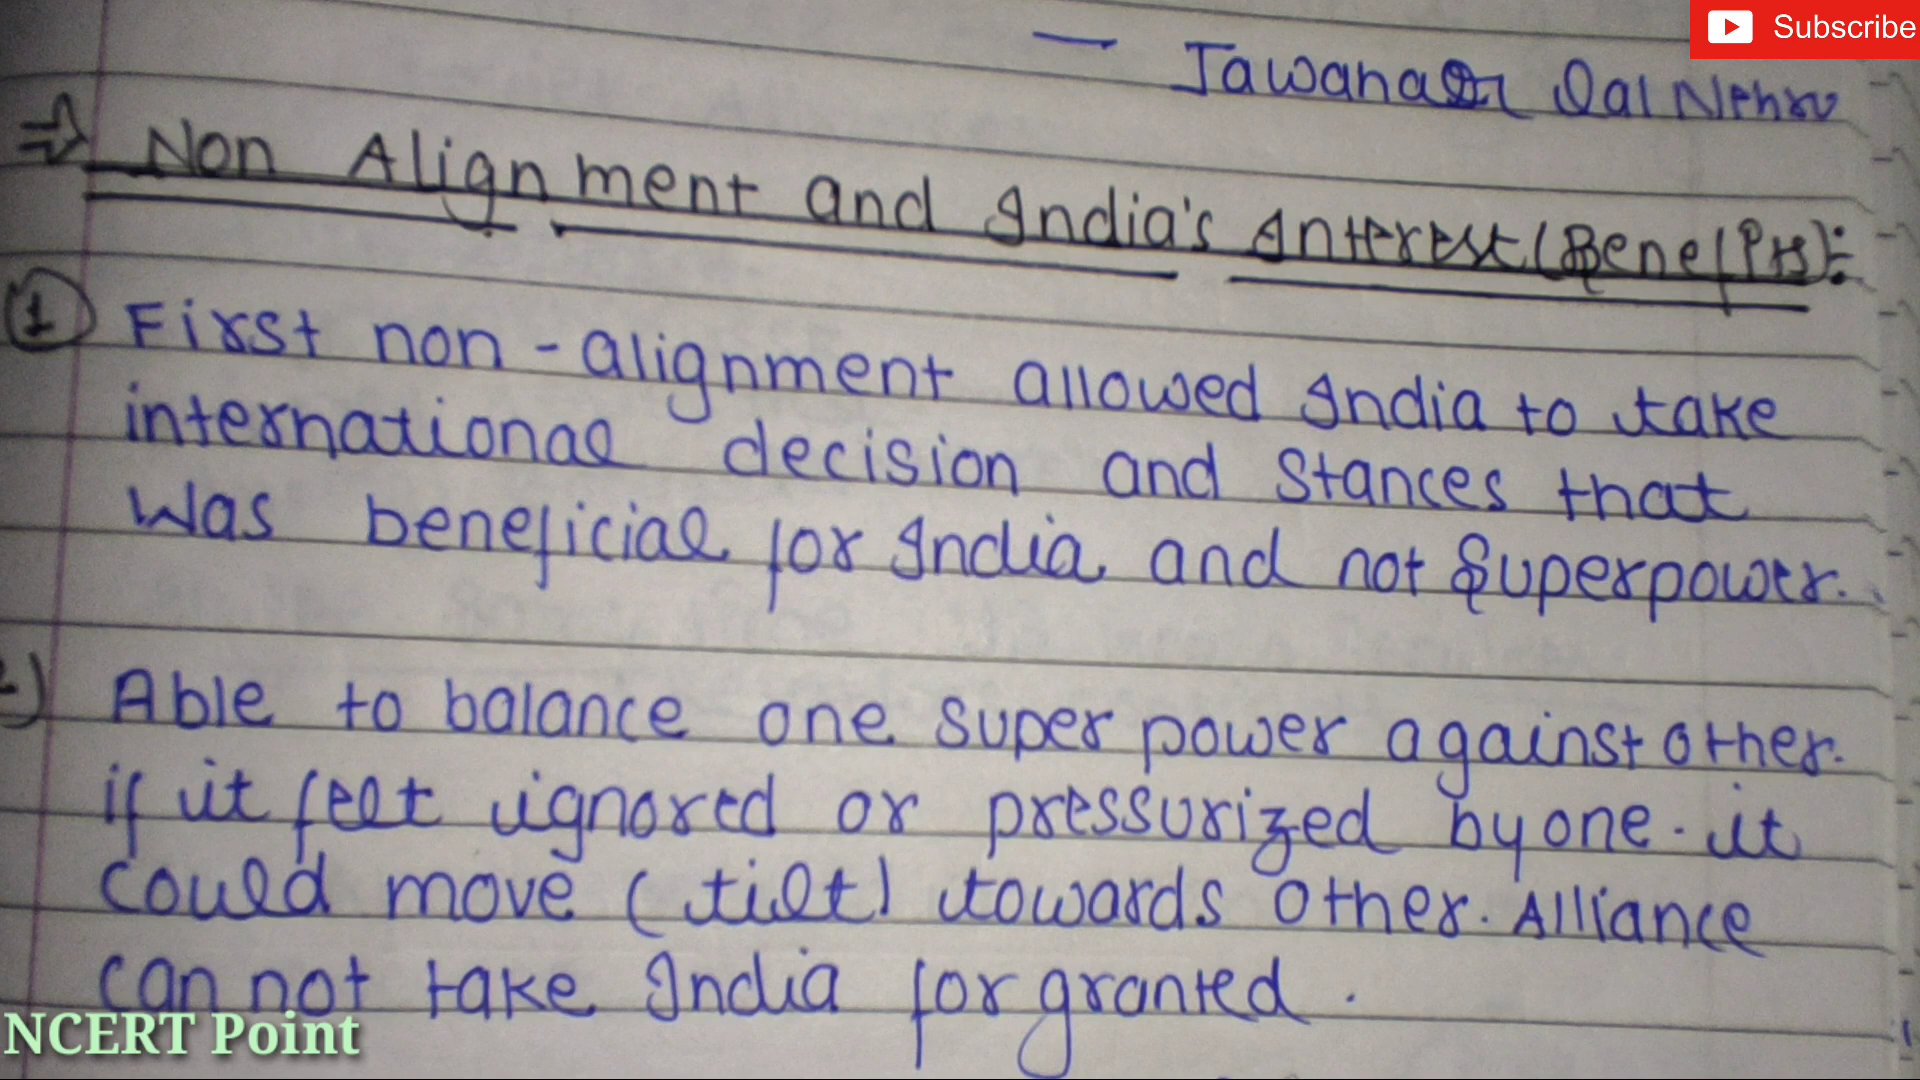 Subscribe
— Jawanaar Lal Nehru
⇒ Non Alignment and India's Interest (Benefits):
① First non-alignment allowed India to take
international decision and stances that
was beneficial for India and not Superpower.
2) Able to balance one super power against other.
if it felt ignored or pressurized by one. it
could move (tilt) towards other. Alliance
can not take India for granted.
NCERT Point